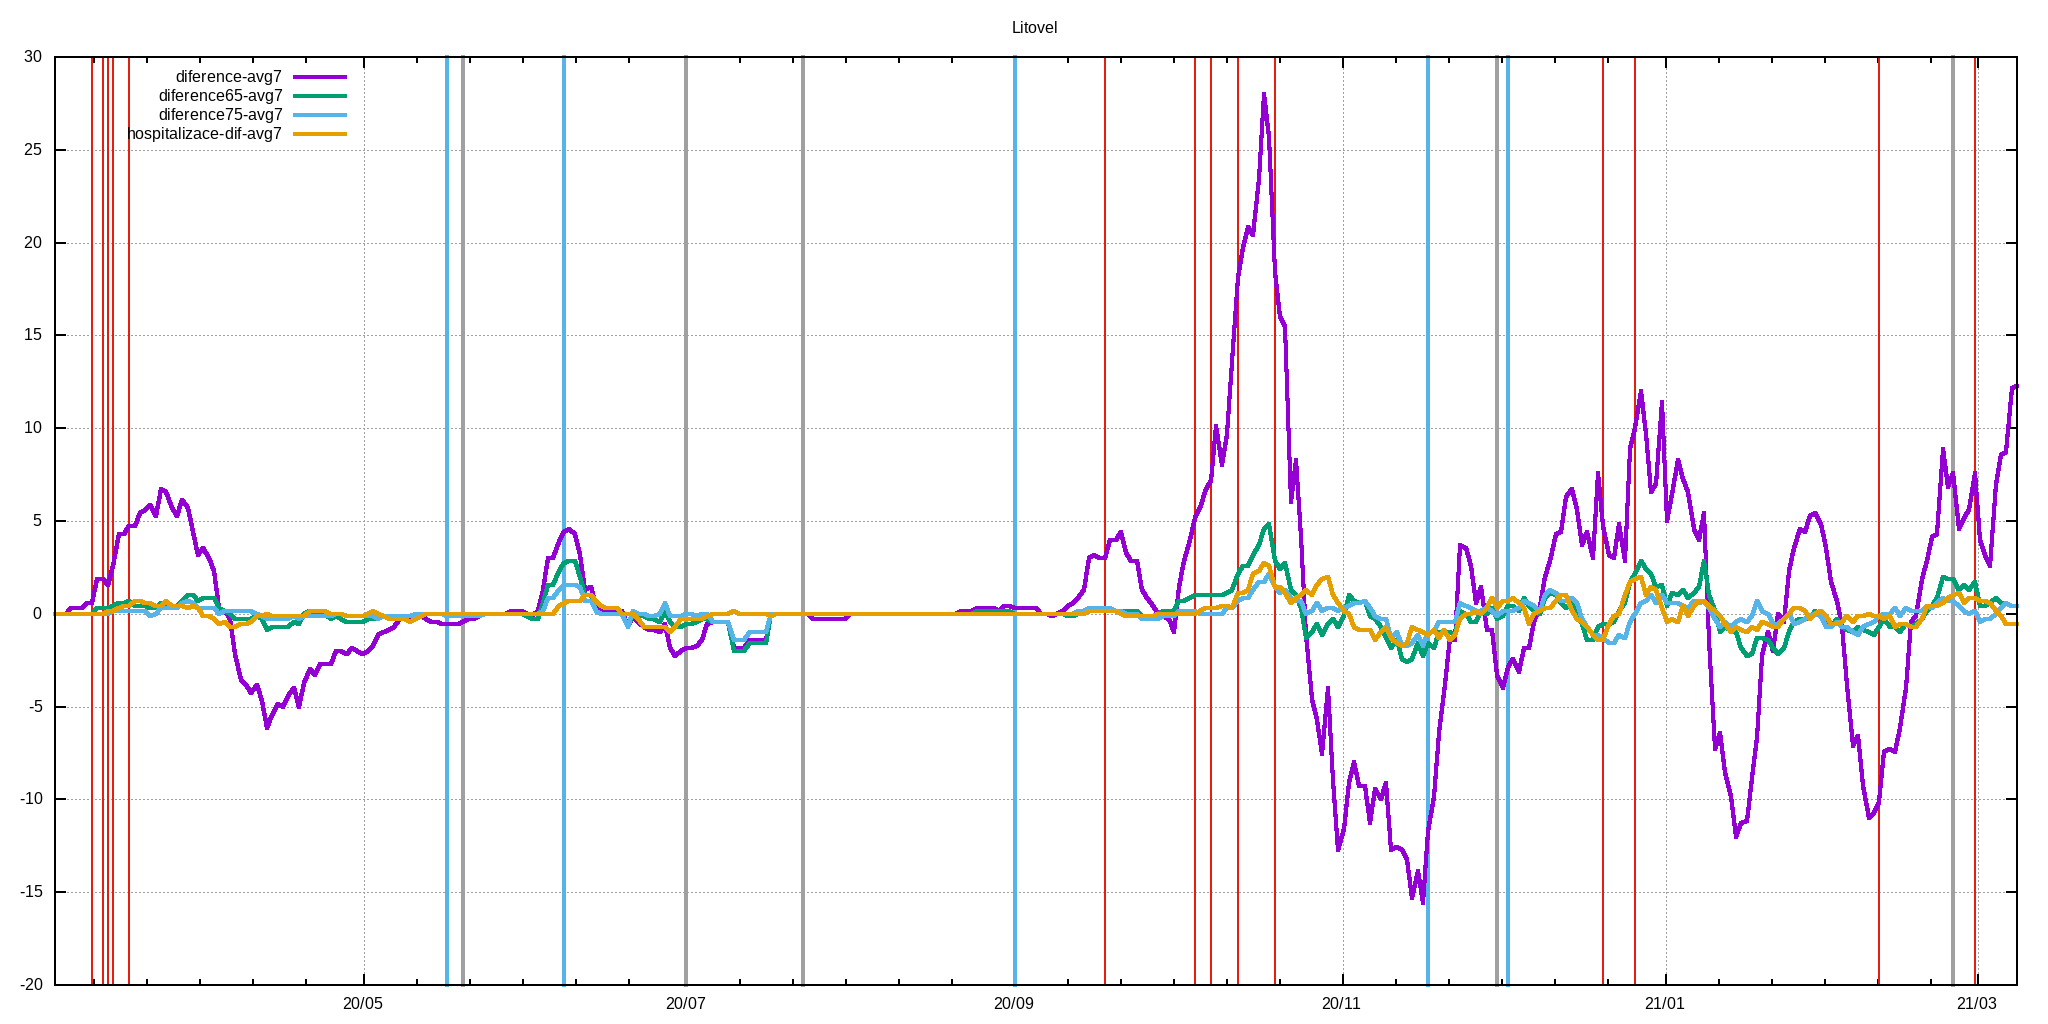 Litovel
diference-avg7
diference65-avg7
diference75-avg7
hospitalizace-dif-avg7
30
25
20
15
10
5
0
-5
-10
-15
-20
20/05 20/07 20/09 20/11 21/01 21/03